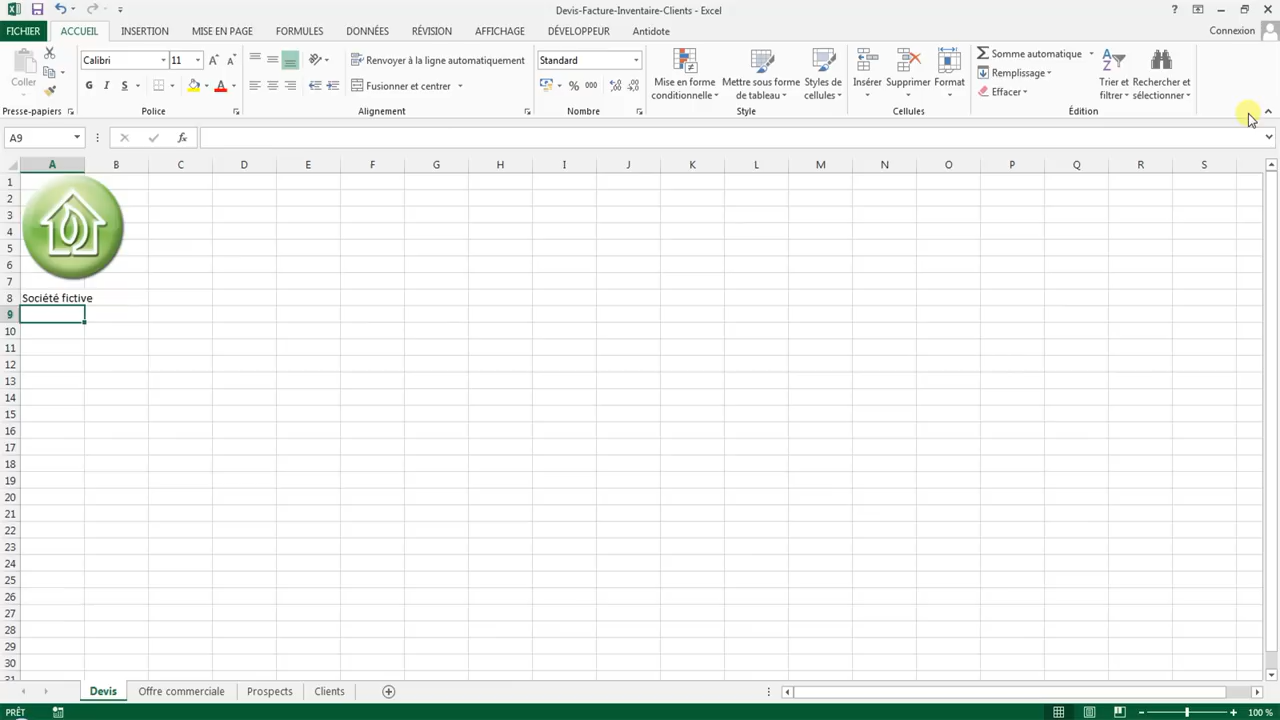 Devis-Facture-Inventaire-Clients - Excel
?
FICHIER ACCUEIL INSERTION MISE EN PAGE FORMULES DONNÉES RÉVISION AFFICHAGE DÉVELOPPEUR Antidote Connexion
Coller
Calibri 11
G I S
Renvoyer à la ligne automatiquement
Fusionner et centrer
Standard
% 000
Mise en forme conditionnelle
Mettre sous forme de tableau
Styles de cellules
Insérer Supprimer Format
Somme automatique
Remplissage
Effacer
Trier et filtrer
Rechercher et sélectionner
Presse-papiers Police Alignement Nombre Style Cellules Édition
A9 fx
A B C D E F G H I J K L M N O P Q R S
1
2
3
4
5
6
7
8 Société fictive
9
10
11
12
13
14
15
16
17
18
19
20
21
22
23
24
25
26
27
28
29
30
31
Devis Offre commerciale Prospects Clients
PRÊT 100 %